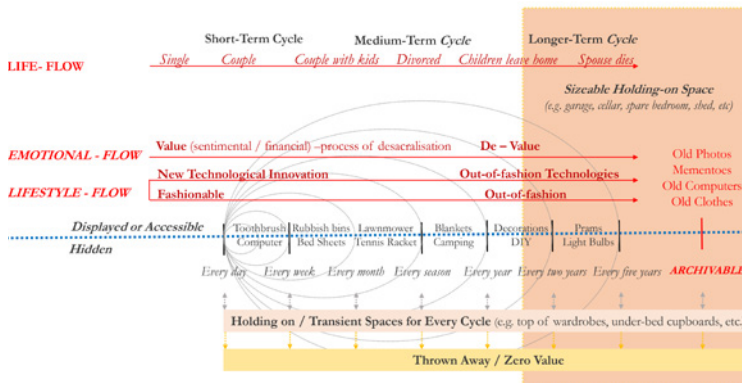 Short-Term Cycle Medium-Term Cycle Longer-Term Cycle
LIFE- FLOW Single Couple Couple with kids Divorced Children leave home Spouse dies
Sizeable Holding-on Space
(e.g. garage, cellar, spare bedroom, shed, etc)
EMOTIONAL - FLOW Value (sentimental / financial) –process of desacralisation De – Value
Old Photos
New Technological Innovation Out-of-fashion Technologies
Mementoes
LIFESTYLE - FLOW
Old Computers
Fashionable Out-of-fashion
Old Clothes
Displayed or Accessible Toothbrush Rubbish bins Lawnmower Blankets Decorations Prams
Hidden Computer Bed Sheets Tennis Racket Camping DIY Light Bulbs
Every day Every week Every month Every season Every year Every two years Every five years ARCHIVABLE
Holding on / Transient Spaces for Every Cycle (e.g. top of wardrobes, under-bed cupboards, etc.
Thrown Away / Zero Value